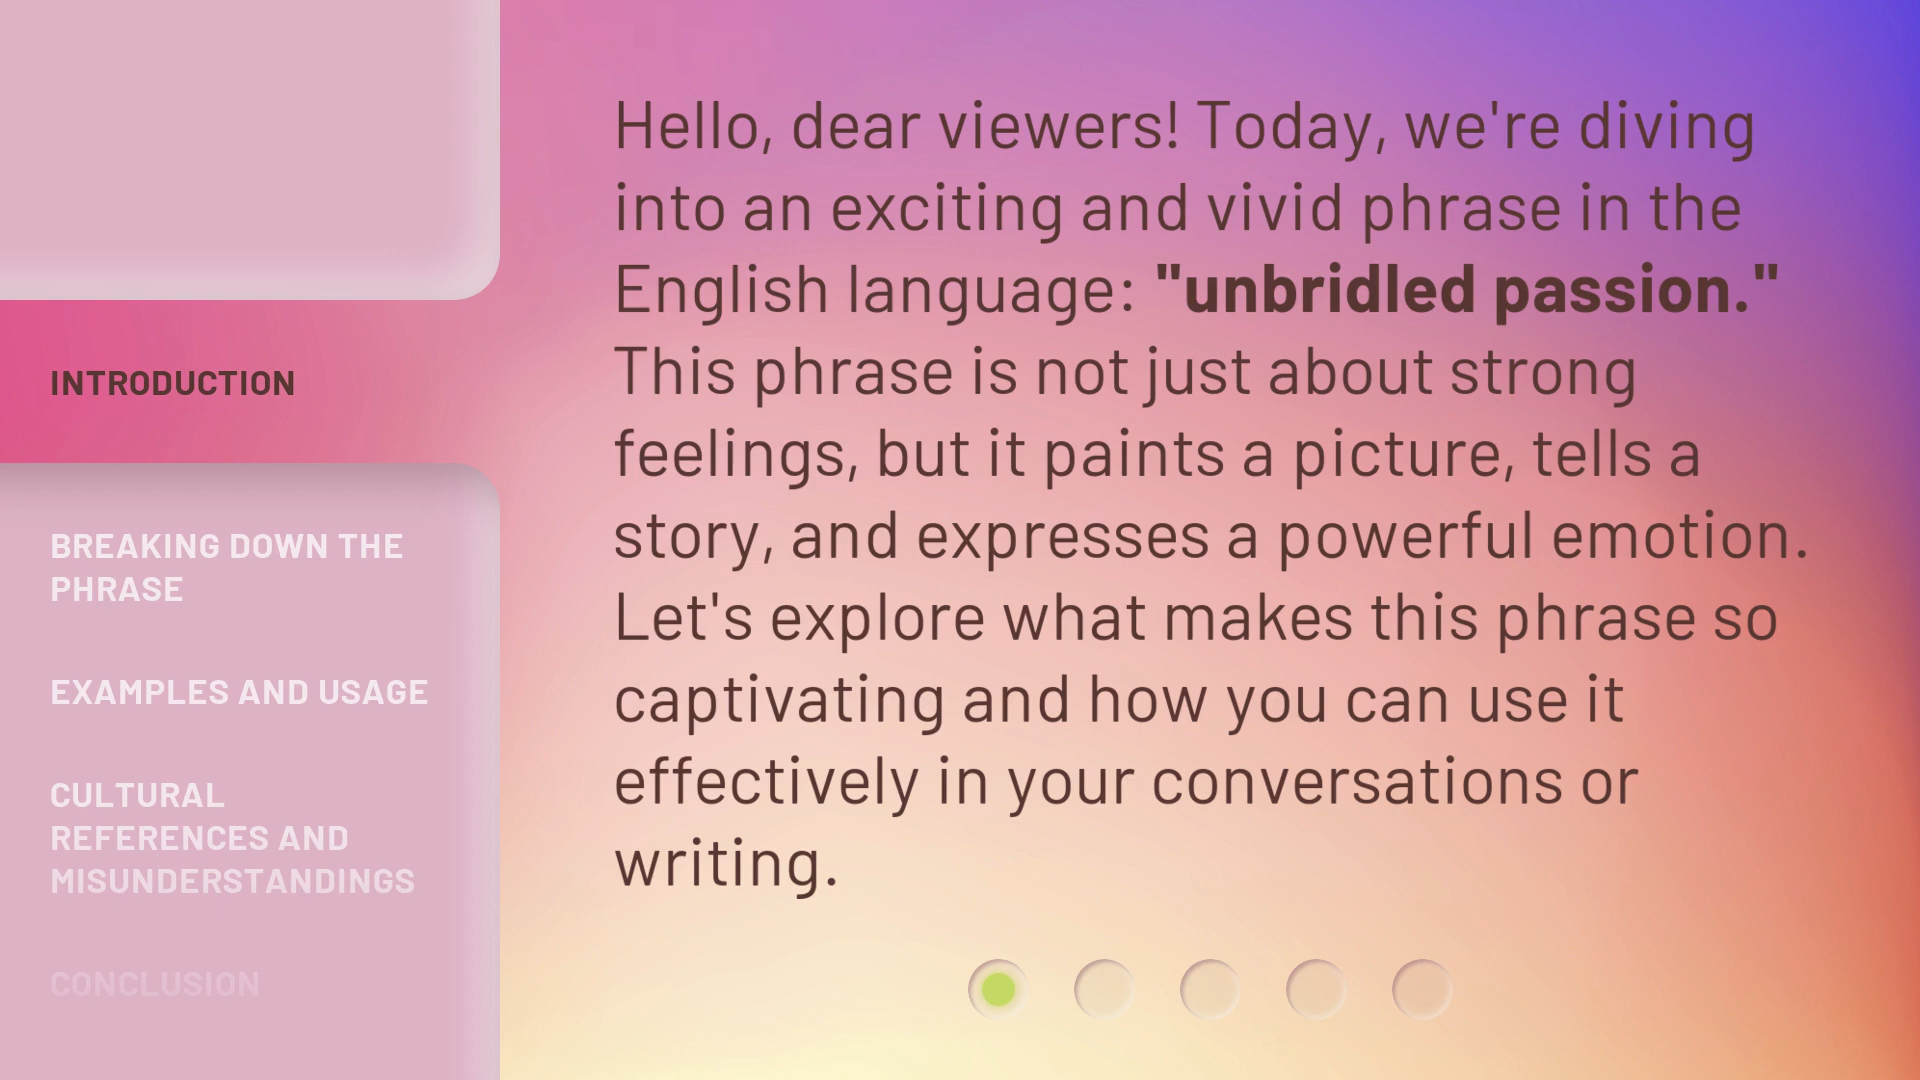 INTRODUCTION
BREAKING DOWN THE
PHRASE
EXAMPLES AND USAGE
CULTURAL
REFERENCES AND
MISUNDERSTANDINGS
CONCLUSION
Hello, dear viewers! Today, we're diving
into an exciting and vivid phrase in the
English language: "unbridled passion."
This phrase is not just about strong
feelings, but it paints a picture, tells a
story, and expresses a powerful emotion.
Let's explore what makes this phrase so
captivating and how you can use it
effectively in your conversations or
writing.